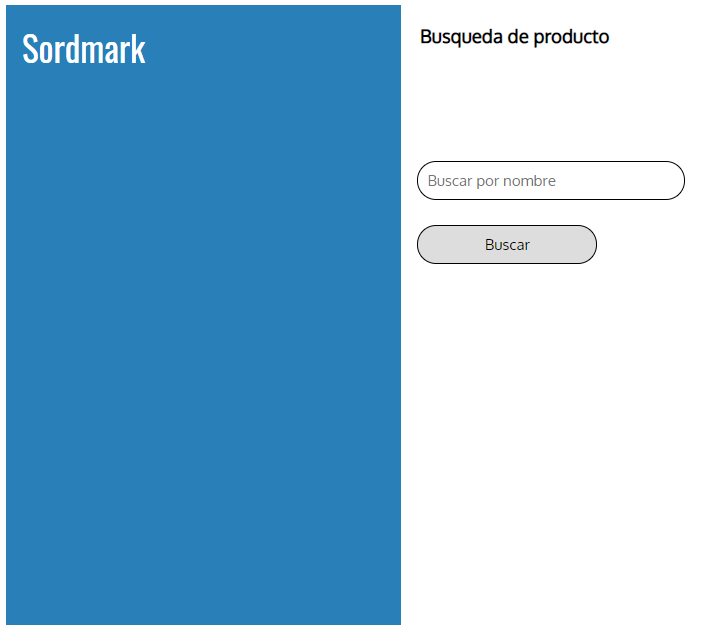 Sordmark
Busqueda de producto
Buscar por nombre
Buscar